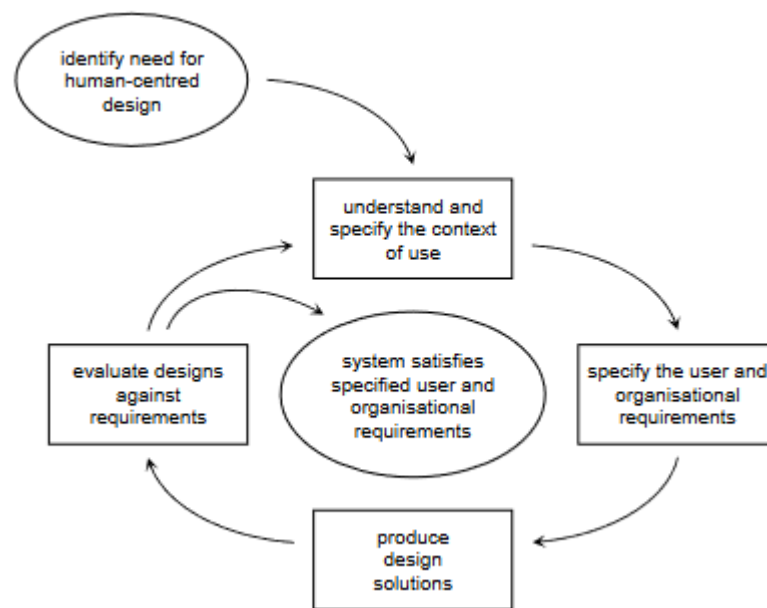 identify need for
human-centred
design
understand and
specify the context
of use
specify the user and
organisational
requirements
produce
design
solutions
evaluate designs
against
requirements
system satisfies
specified user and
organisational
requirements